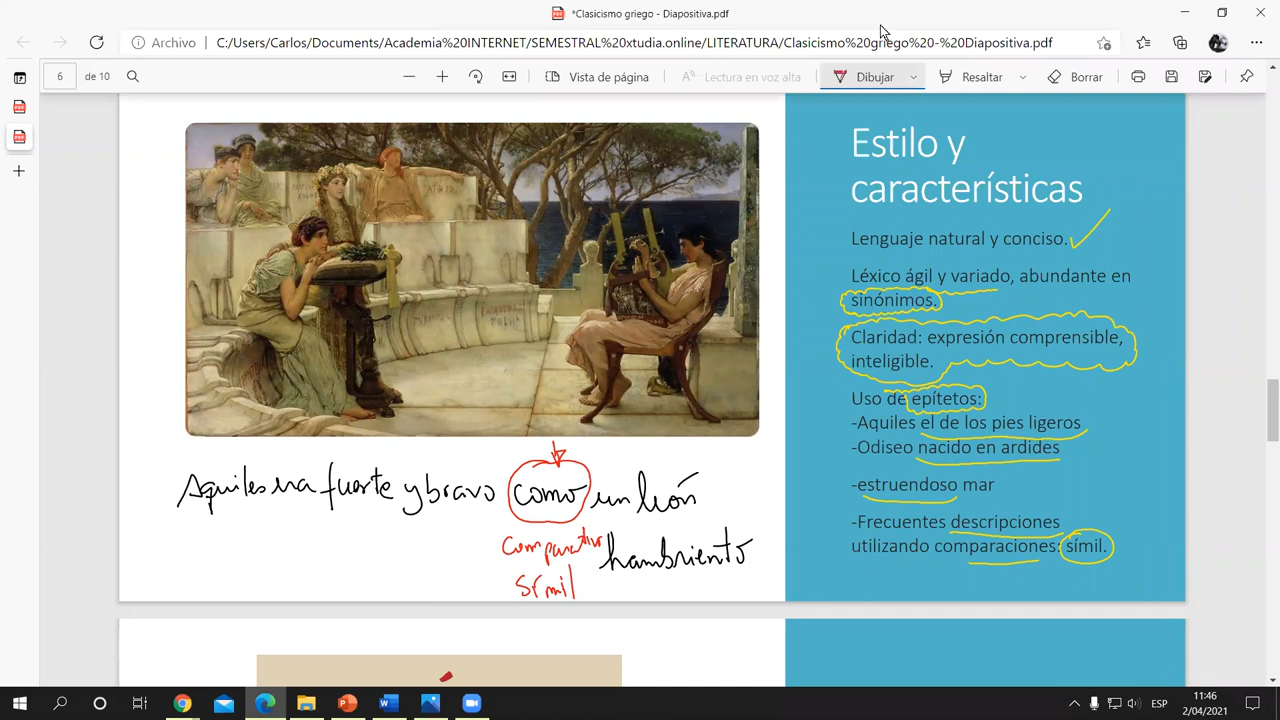 *Clasicismo griego - Diapositiva.pdf
Archivo C:/Users/Carlos/Documents/Academia%20INTERNET/SEMESTRAL%20xtudia.online/LITERATURA/Clasicismo%20griego%20-%20Diapositiva.pdf
6 de 10 Vista de página Lectura en voz alta Dibujar Resaltar Borrar
Estilo y
características
Lenguaje natural y conciso.
Léxico ágil y variado, abundante en
sinónimos.
Claridad: expresión comprensible,
inteligible.
Uso de epítetos:
-Aquiles el de los pies ligeros
-Odiseo nacido en ardides
-estruendoso mar
-Frecuentes descripciones
utilizando comparaciones: símil.
Aquiles era fuerte y bravo como un león
hambriento
comparativo
símil
11:46
ESP
2/04/2021